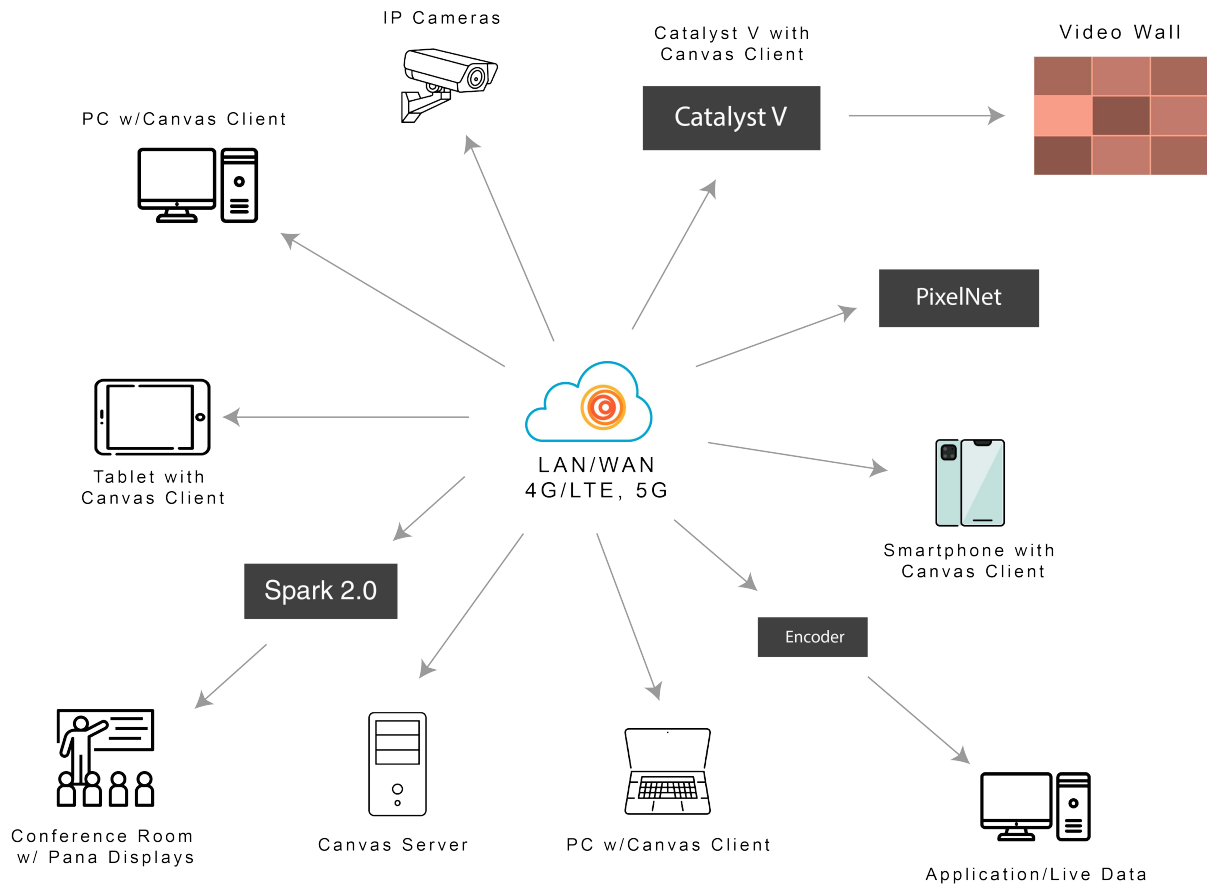 IP Cameras
Catalyst V with
Canvas Client
Video Wall
Catalyst V
PC w/Canvas Client
PixelNet
LAN/WAN
4G/LTE, 5G
Tablet with
Canvas Client
Smartphone with
Canvas Client
Spark 2.0
Encoder
Conference Room
w/ Pana Displays
Canvas Server
PC w/Canvas Client
Application/Live Data